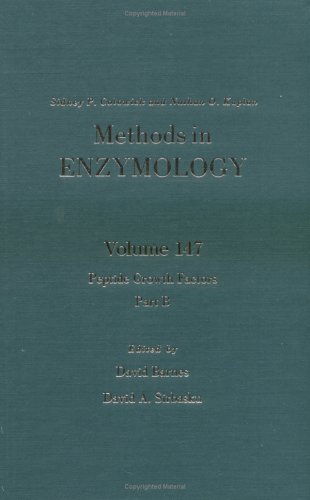 Sidney P. Colowick and Nathan O. Kaplan
Methods in
ENZYMOLOGY
Volume 147
Peptide Growth Factors
Part B
Edited by
David Barnes
David A. Sirbasku